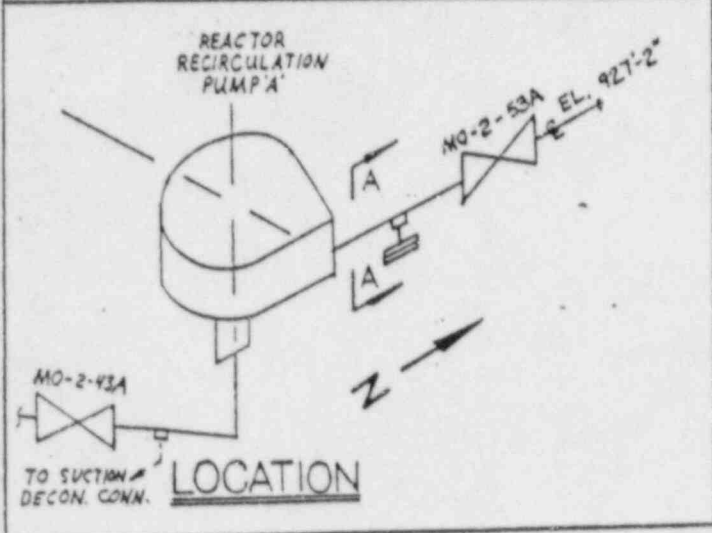 REACTOR
RECIRCULATION
PUMP 'A'
MO-2-53A
℄ EL. 927'-2"
A
A
N
MO-2-43A
TO SUCTION
DECON. CONN.
LOCATION